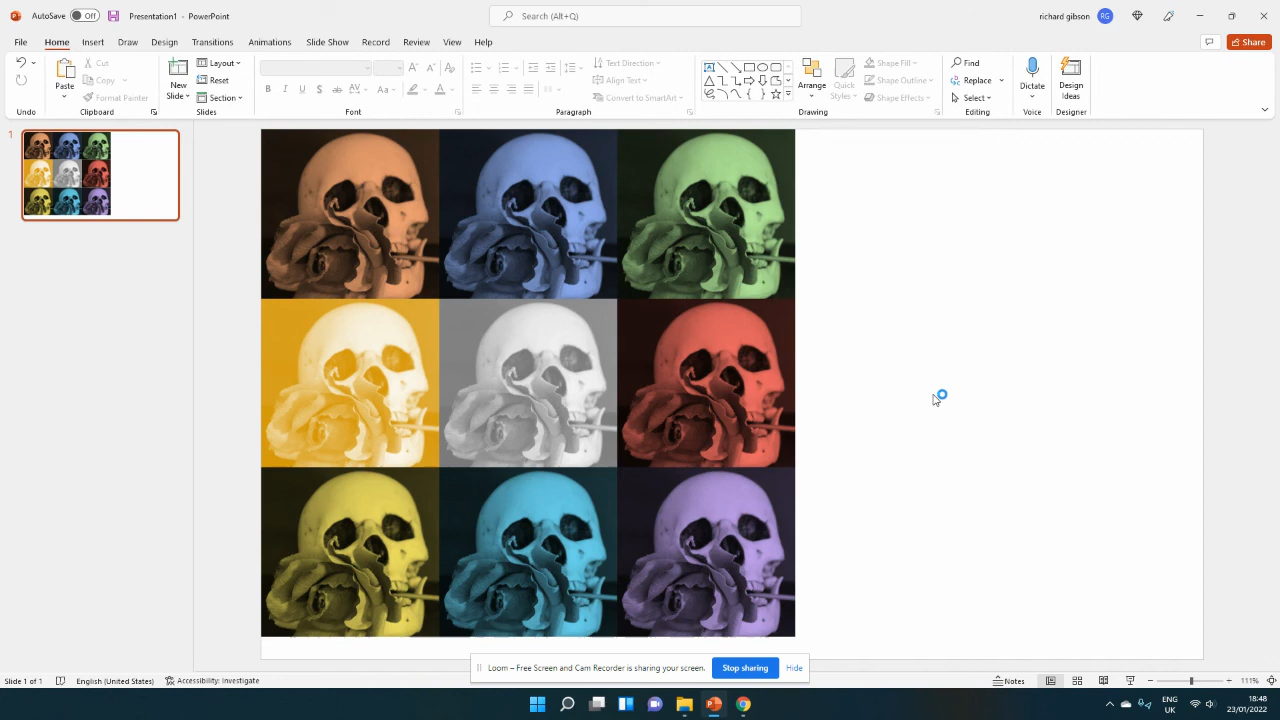 AutoSave Off Presentation1 - PowerPoint Search (Alt+Q) richard gibson RG
File Home Insert Draw Design Transitions Animations Slide Show Record Review View Help Share
Paste Cut Copy Format Painter
New Slide Layout Reset Section
B I U S ab AV Aa A
Text Direction Align Text Convert to SmartArt
Arrange Quick Styles Shape Fill Shape Outline Shape Effects
Find Replace Select Dictate Design Ideas
Undo Clipboard Slides Font Paragraph Drawing Editing Voice Designer
1
Loom – Free Screen and Cam Recorder is sharing your screen. Stop sharing Hide
Slide 1 of 1 English (United States) Accessibility: Investigate Notes 111%
ENG UK 18:48 23/01/2022